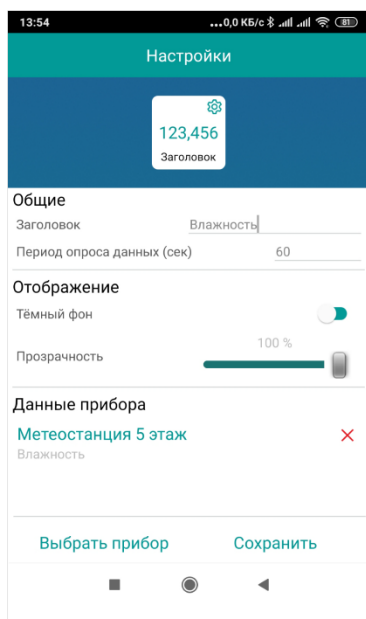 13:54
...0,0 КБ/с 81
Настройки
123,456
Заголовок
Общие
Заголовок Влажность
Период опроса данных (сек) 60
Отображение
Тёмный фон
100 %
Прозрачность
Данные прибора
Метеостанция 5 этаж
Влажность
Выбрать прибор Сохранить